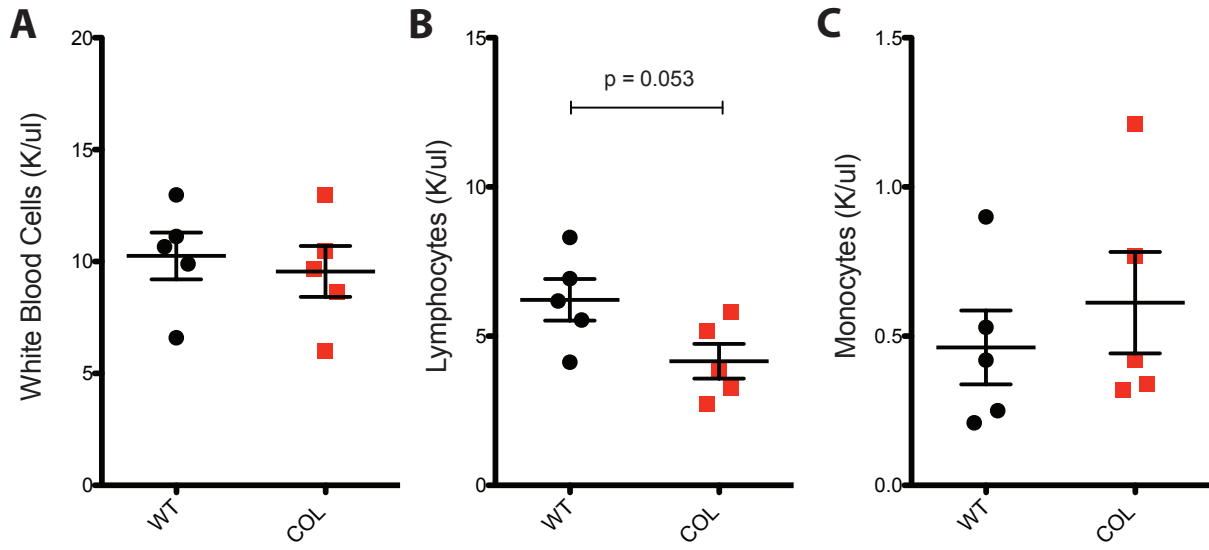 A
White Blood Cells (K/ul)
20
15
10
5
0
WT
COL
B
Lymphocytes (K/ul)
15
10
5
0
p = 0.053
WT
COL
C
Monocytes (K/ul)
1.5
1.0
0.5
0.0
WT
COL